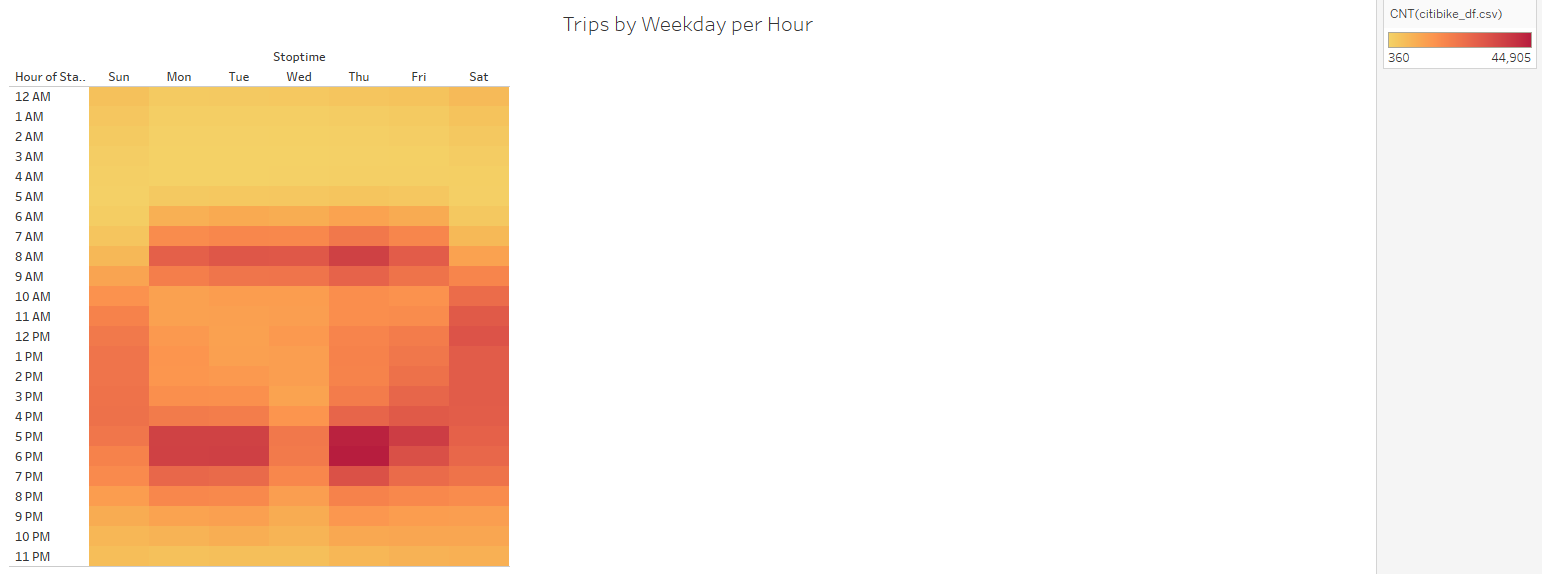 Trips by Weekday per Hour
CNT(citibike_df.csv)
360 44,905
Stoptime
Hour of Sta.. Sun Mon Tue Wed Thu Fri Sat
12 AM
1 AM
2 AM
3 AM
4 AM
5 AM
6 AM
7 AM
8 AM
9 AM
10 AM
11 AM
12 PM
1 PM
2 PM
3 PM
4 PM
5 PM
6 PM
7 PM
8 PM
9 PM
10 PM
11 PM